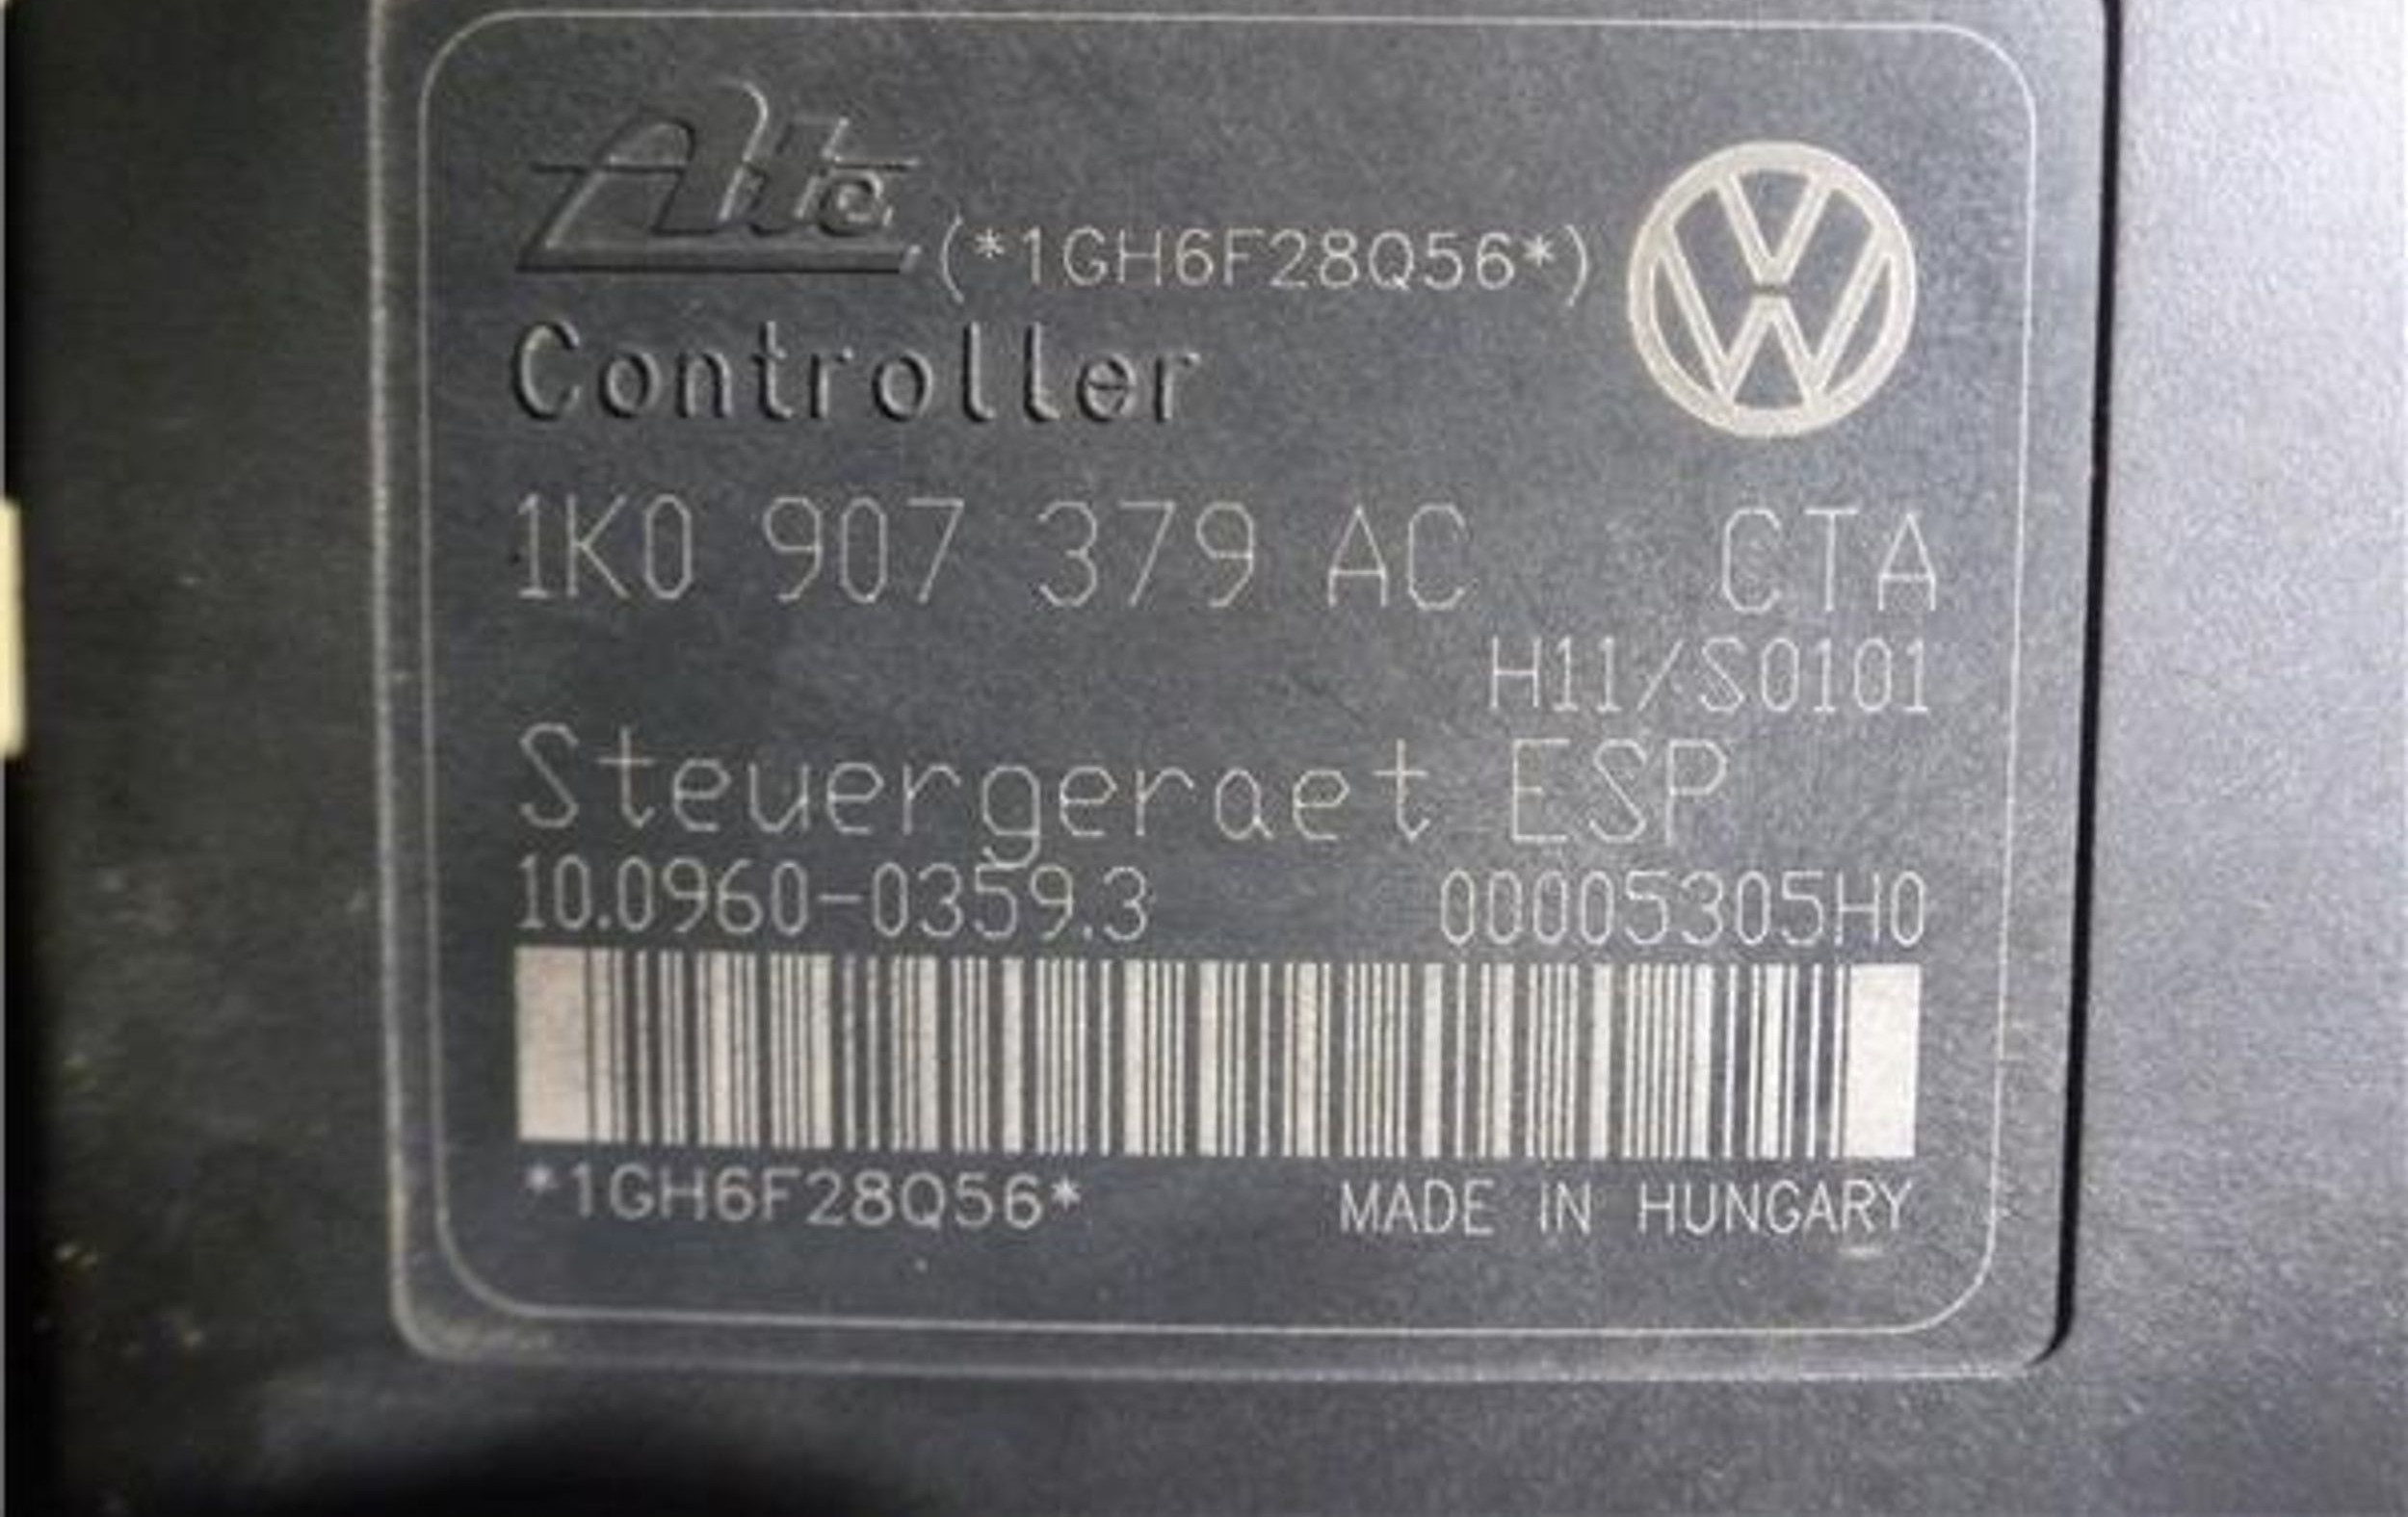 Ate (*1GH6F28Q56*)
Controller
1K0 907 379 AC CTA
H11/S0101
Steuergeraet ESP
10.0960-0359.3 00005305H0
*1GH6F28Q56* MADE IN HUNGARY